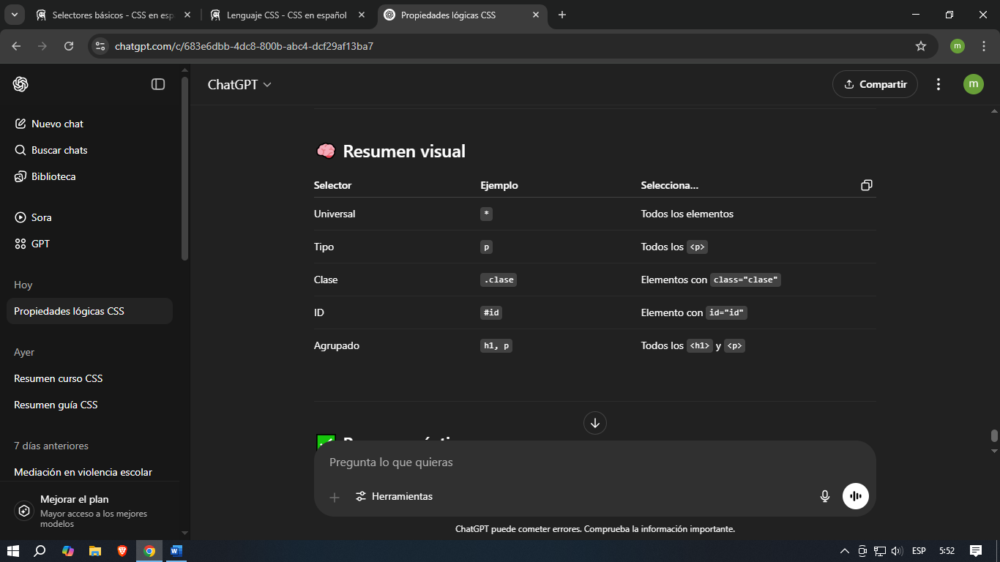 Selectores básicos - CSS en esp
Lenguaje CSS - CSS en español
Propiedades lógicas CSS
chatgpt.com/c/683e6dbb-4dc8-800b-abc4-dcf29af13ba7
m
ChatGPT
Compartir
m
Nuevo chat
Buscar chats
Biblioteca
Sora
GPT
Hoy
Propiedades lógicas CSS
Ayer
Resumen curso CSS
Resumen guía CSS
7 días anteriores
Mediación en violencia escolar
Mejorar el plan
Mayor acceso a los mejores
modelos
Resumen visual
Selector Ejemplo Selecciona...
Universal * Todos los elementos
Tipo p Todos los <p>
Clase .clase Elementos con class="clase"
ID #id Elemento con id="id"
Agrupado h1, p Todos los <h1> y <p>
Pregunta lo que quieras
Herramientas
ChatGPT puede cometer errores. Comprueba la información importante.
ESP 5:52